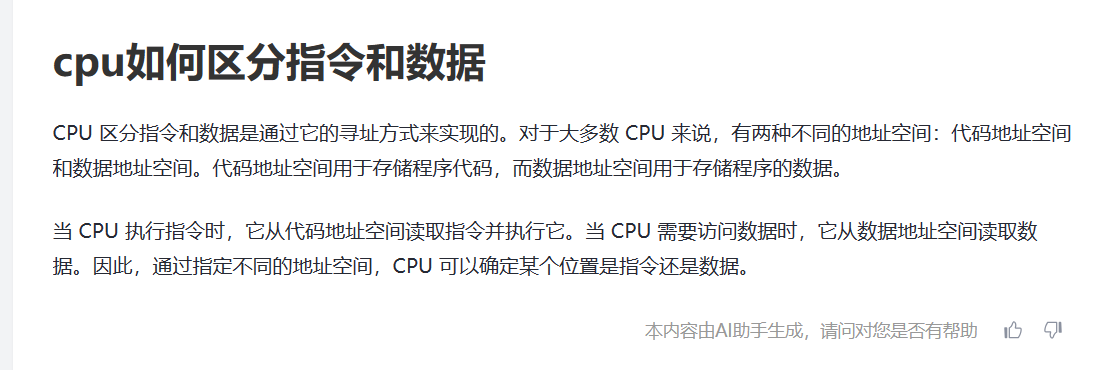 cpu如何区分指令和数据
CPU 区分指令和数据是通过它的寻址方式来实现的。对于大多数 CPU 来说，有两种不同的地址空间：代码地址空间
和数据地址空间。代码地址空间用于存储程序代码，而数据地址空间用于存储程序的数据。
当 CPU 执行指令时，它从代码地址空间读取指令并执行它。当 CPU 需要访问数据时，它从数据地址空间读取数
据。因此，通过指定不同的地址空间，CPU 可以确定某个位置是指令还是数据。
本内容由AI助手生成，请问对您是否有帮助